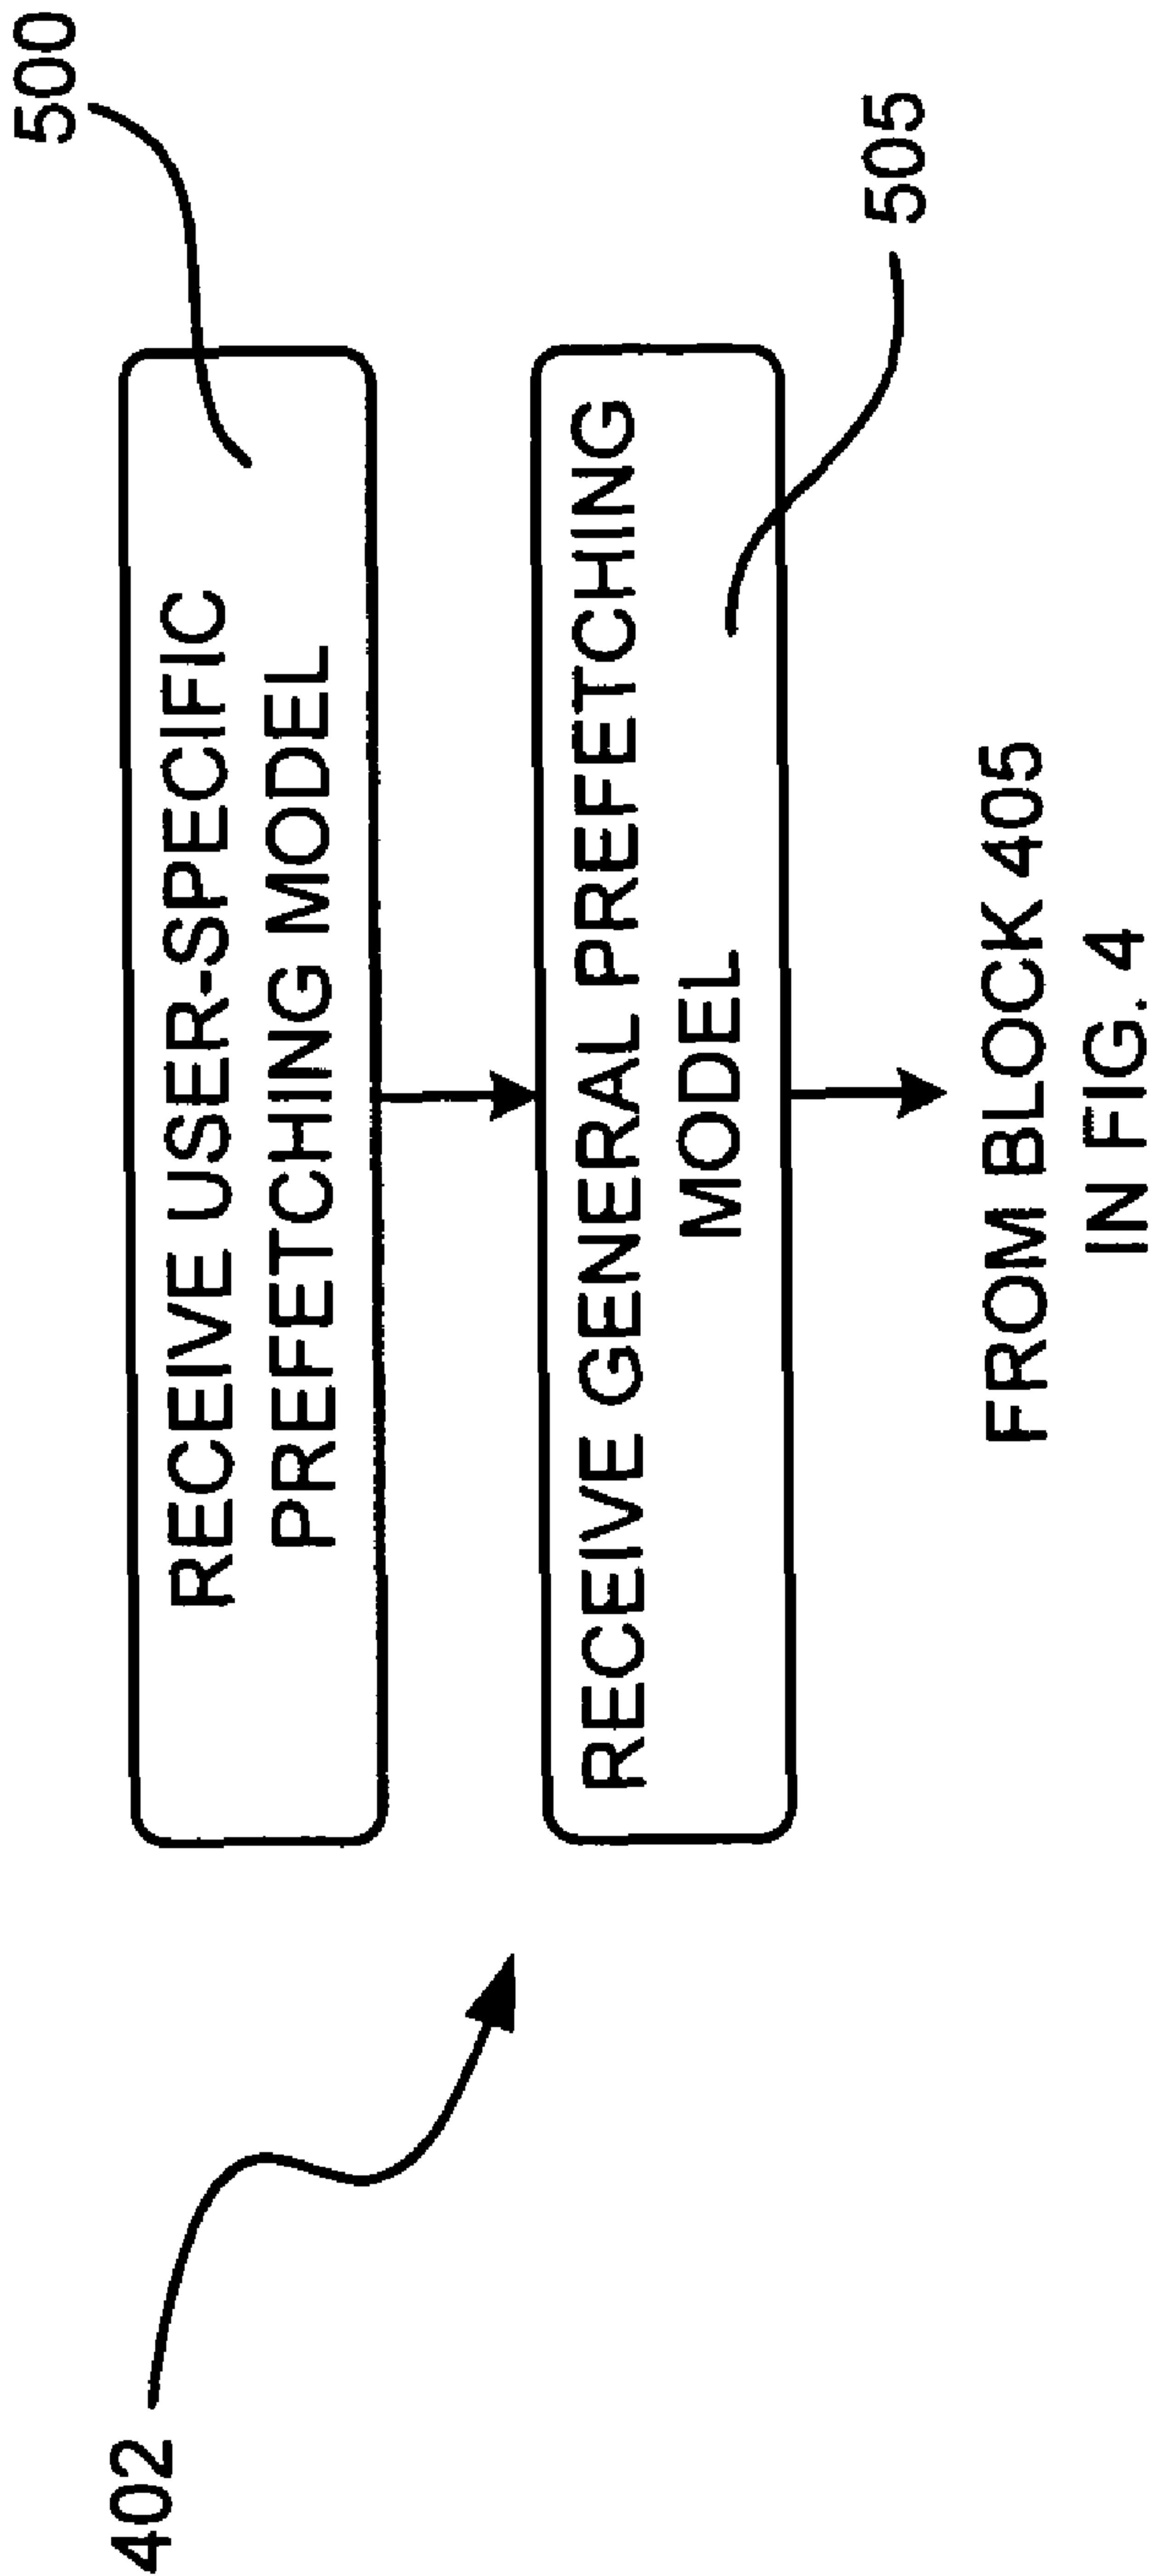 500
RECEIVE USER-SPECIFIC
PREFETCHING MODEL
505
RECEIVE GENERAL PREFETCHING
MODEL
402
FROM BLOCK 405
IN FIG. 4